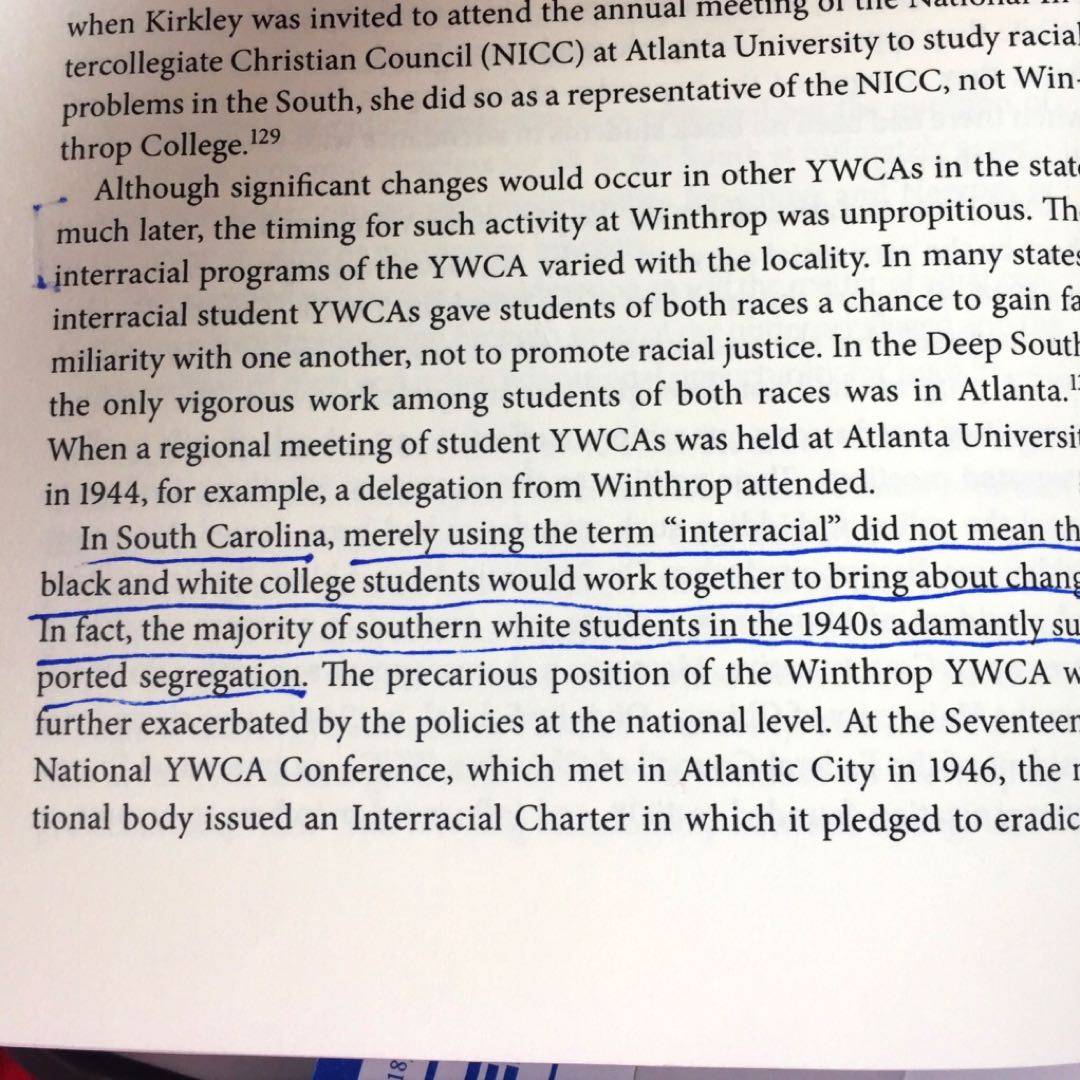 when Kirkley was invited to attend the annual meeting of the National In-
tercollegiate Christian Council (NICC) at Atlanta University to study racial
problems in the South, she did so as a representative of the NICC, not Win-
throp College.129
Although significant changes would occur in other YWCAs in the state
much later, the timing for such activity at Winthrop was unpropitious. Th
interracial programs of the YWCA varied with the locality. In many states
interracial student YWCAs gave students of both races a chance to gain fa
miliarity with one another, not to promote racial justice. In the Deep South
the only vigorous work among students of both races was in Atlanta.
When a regional meeting of student YWCAs was held at Atlanta Universit
in 1944, for example, a delegation from Winthrop attended.
In South Carolina, merely using the term “interracial” did not mean th
black and white college students would work together to bring about chang
In fact, the majority of southern white students in the 1940s adamantly su
ported segregation. The precarious position of the Winthrop YWCA w
further exacerbated by the policies at the national level. At the Seventeen
National YWCA Conference, which met in Atlantic City in 1946, the
tional body issued an Interracial Charter in which it pledged to eradic
18